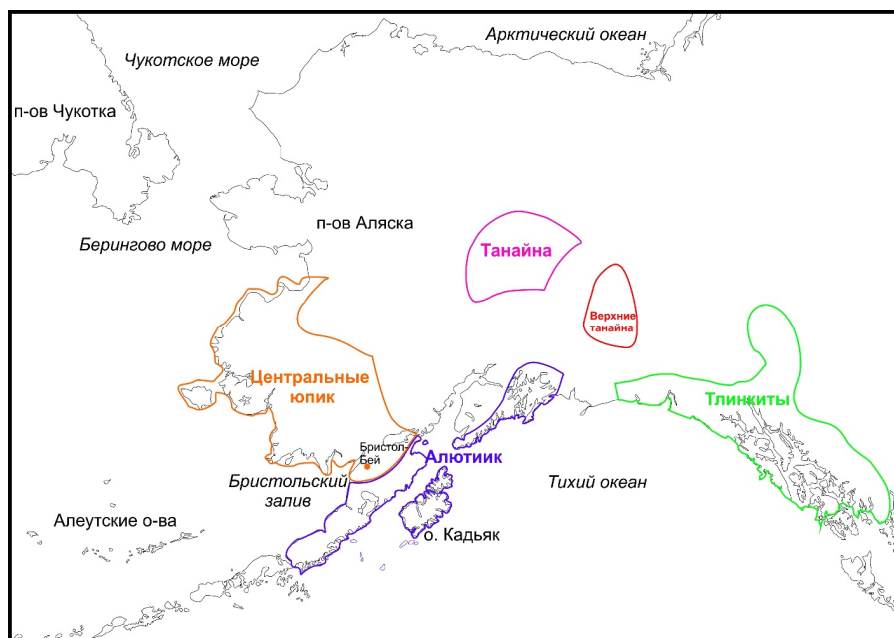 Арктический океан
Чукотское море
п-ов Чукотка
п-ов Аляска
Берингово море
Танайна
Верхние
танайна
Центральные
юпик
Тлинкиты
Бристол-
Бей
Алютиик
Бристольский
залив
Тихий океан
Алеутские о-ва
о. Кадьяк